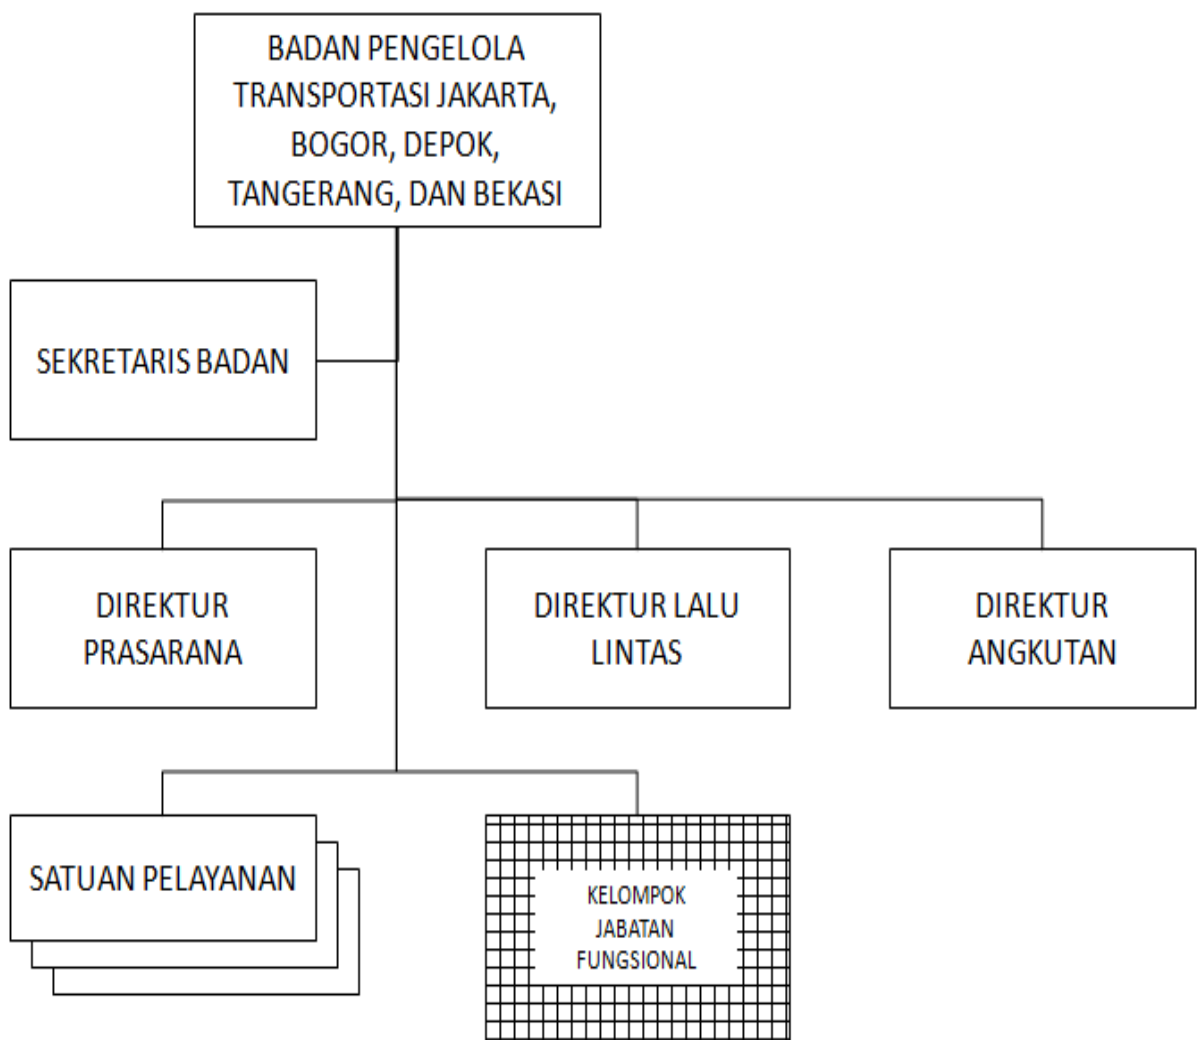 BADAN PENGELOLA
TRANSPORTASI JAKARTA,
BOGOR, DEPOK,
TANGERANG, DAN BEKASI
SEKRETARIS BADAN
DIREKTUR
PRASARANA
DIREKTUR LALU
LINTAS
DIREKTUR
ANGKUTAN
SATUAN PELAYANAN
KELOMPOK
JABATAN
FUNGSIONAL